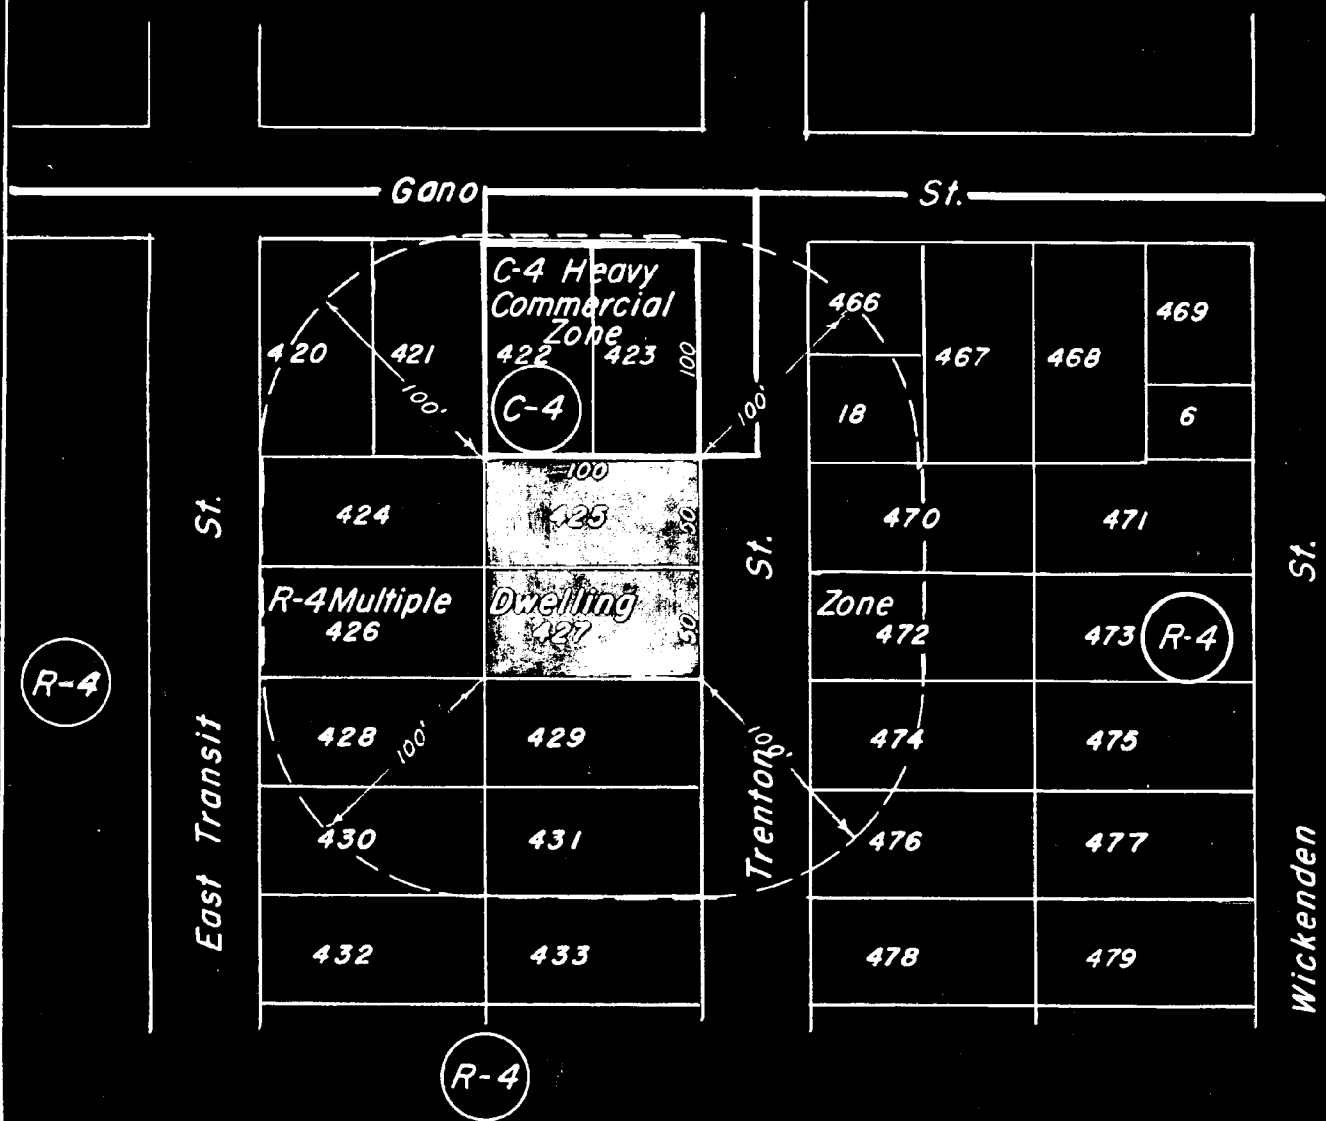 Gano St.
C-4 Heavy
Commercial
Zone
466
469
420 421 422 423 100 467 468
100' C-4 100' 18 6
100
St. 424 425 50 St. 470 471 St.
R-4 Multiple Dwelling Zone
426 427 50 472 473 R-4
R-4
428 100' 429 100' 474 475
East Transit Trenton Wickenden
430 431 476 477
432 433 478 479
R-4